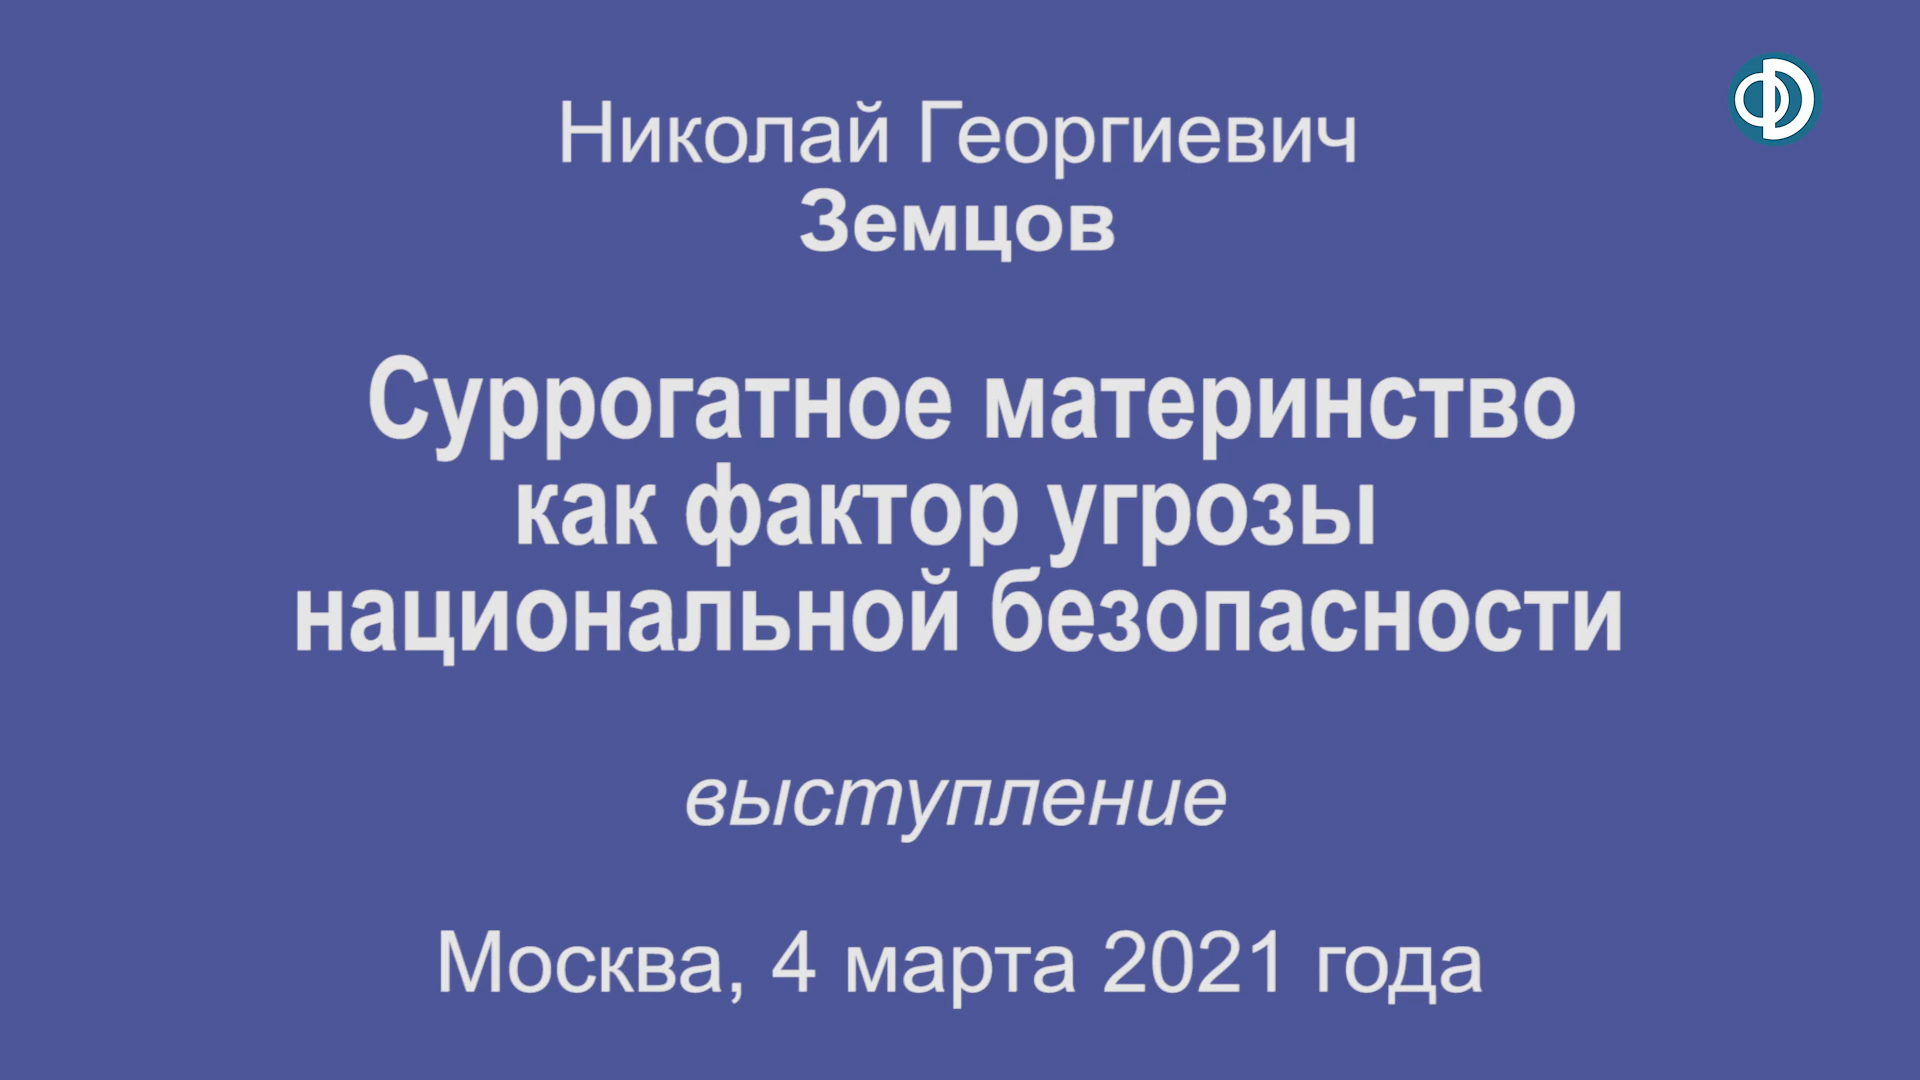 Николай Георгиевич
Земцов
Суррогатное материнство
как фактор угрозы
национальной безопасности
выступление
Москва, 4 марта 2021 года